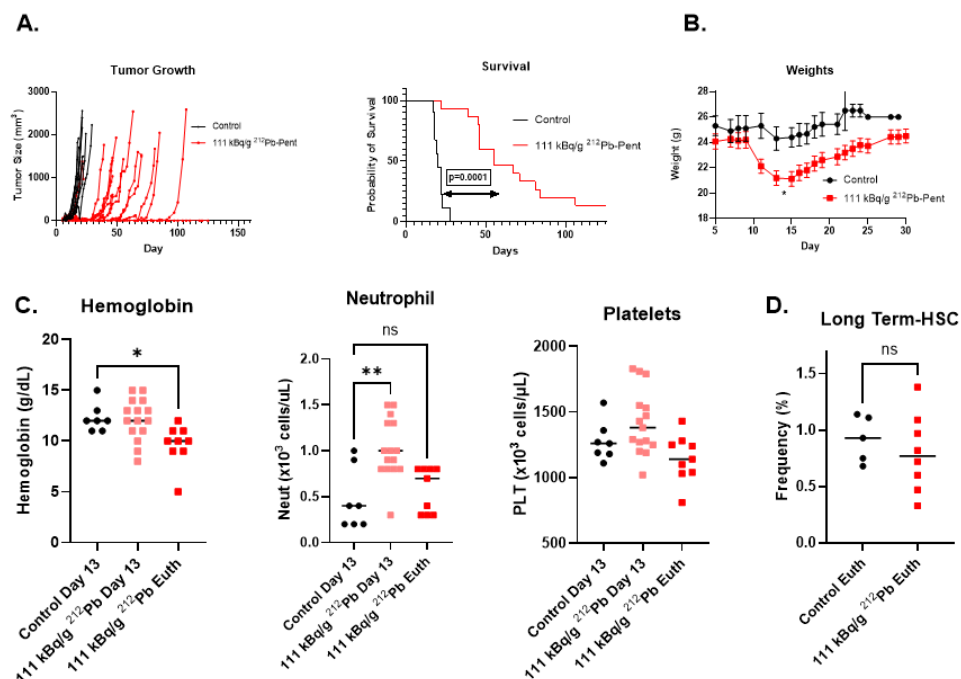 A.
B.
Tumor Growth
Survival
Weights
Tumor Size (mm³)
3000
2000
1000
0
Control
111 kBq/g ²¹²Pb-Pent
0
50
100
150
Day
Probability of Survival
100
50
0
Control
111 kBq/g ²¹²Pb-Pent
p=0.0001
0
50
100
Days
Weight (g)
28
26
24
22
20
18
*
Control
111 kBq/g ²¹²Pb-Pent
5
10
15
20
25
30
Day
C.
D.
Hemoglobin
Neutrophil
Platelets
Long Term-HSC
Hemoglobin (g/dL)
20
15
10
5
0
*
Control Day 13
111 kBq/g ²¹²Pb Day 13
111 kBq/g ²¹²Pb Euth
Neut (x10³ cells/uL)
2.0
1.5
1.0
0.5
0.0
ns
**
Control Day 13
111 kBq/g ²¹²Pb Day 13
111 kBq/g ²¹²Pb Euth
PLT (x10³ cells/µL)
2000
1500
1000
500
Control Day 13
111 kBq/g ²¹²Pb Day 13
111 kBq/g ²¹²Pb Euth
Frequency (%)
1.5
1.0
0.5
0.0
ns
Control Euth
111 kBq/g ²¹²Pb Euth